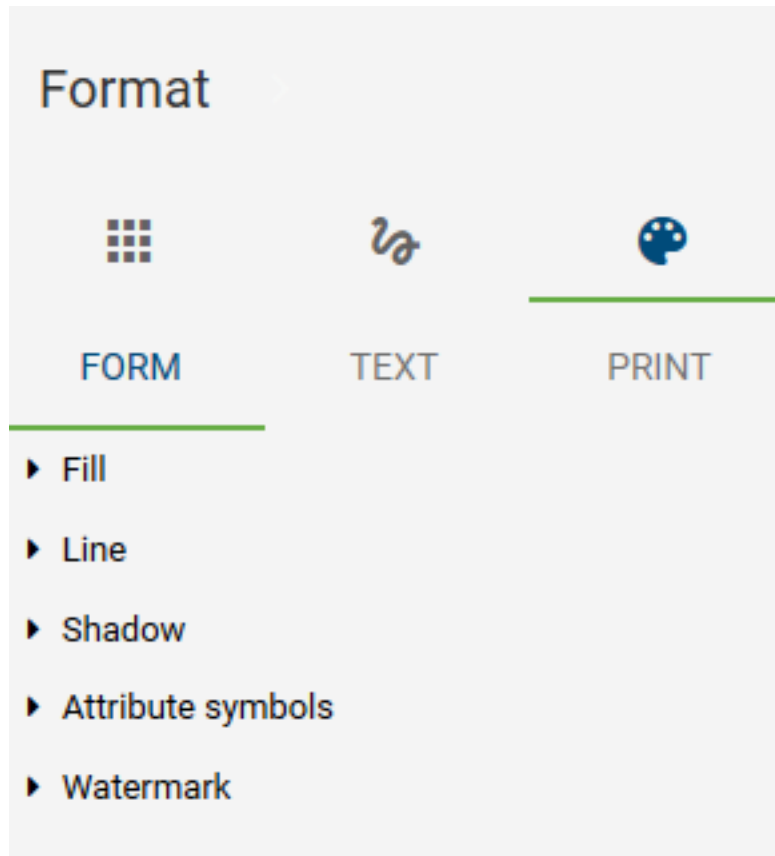 Format
FORM TEXT PRINT
Fill
Line
Shadow
Attribute symbols
Watermark